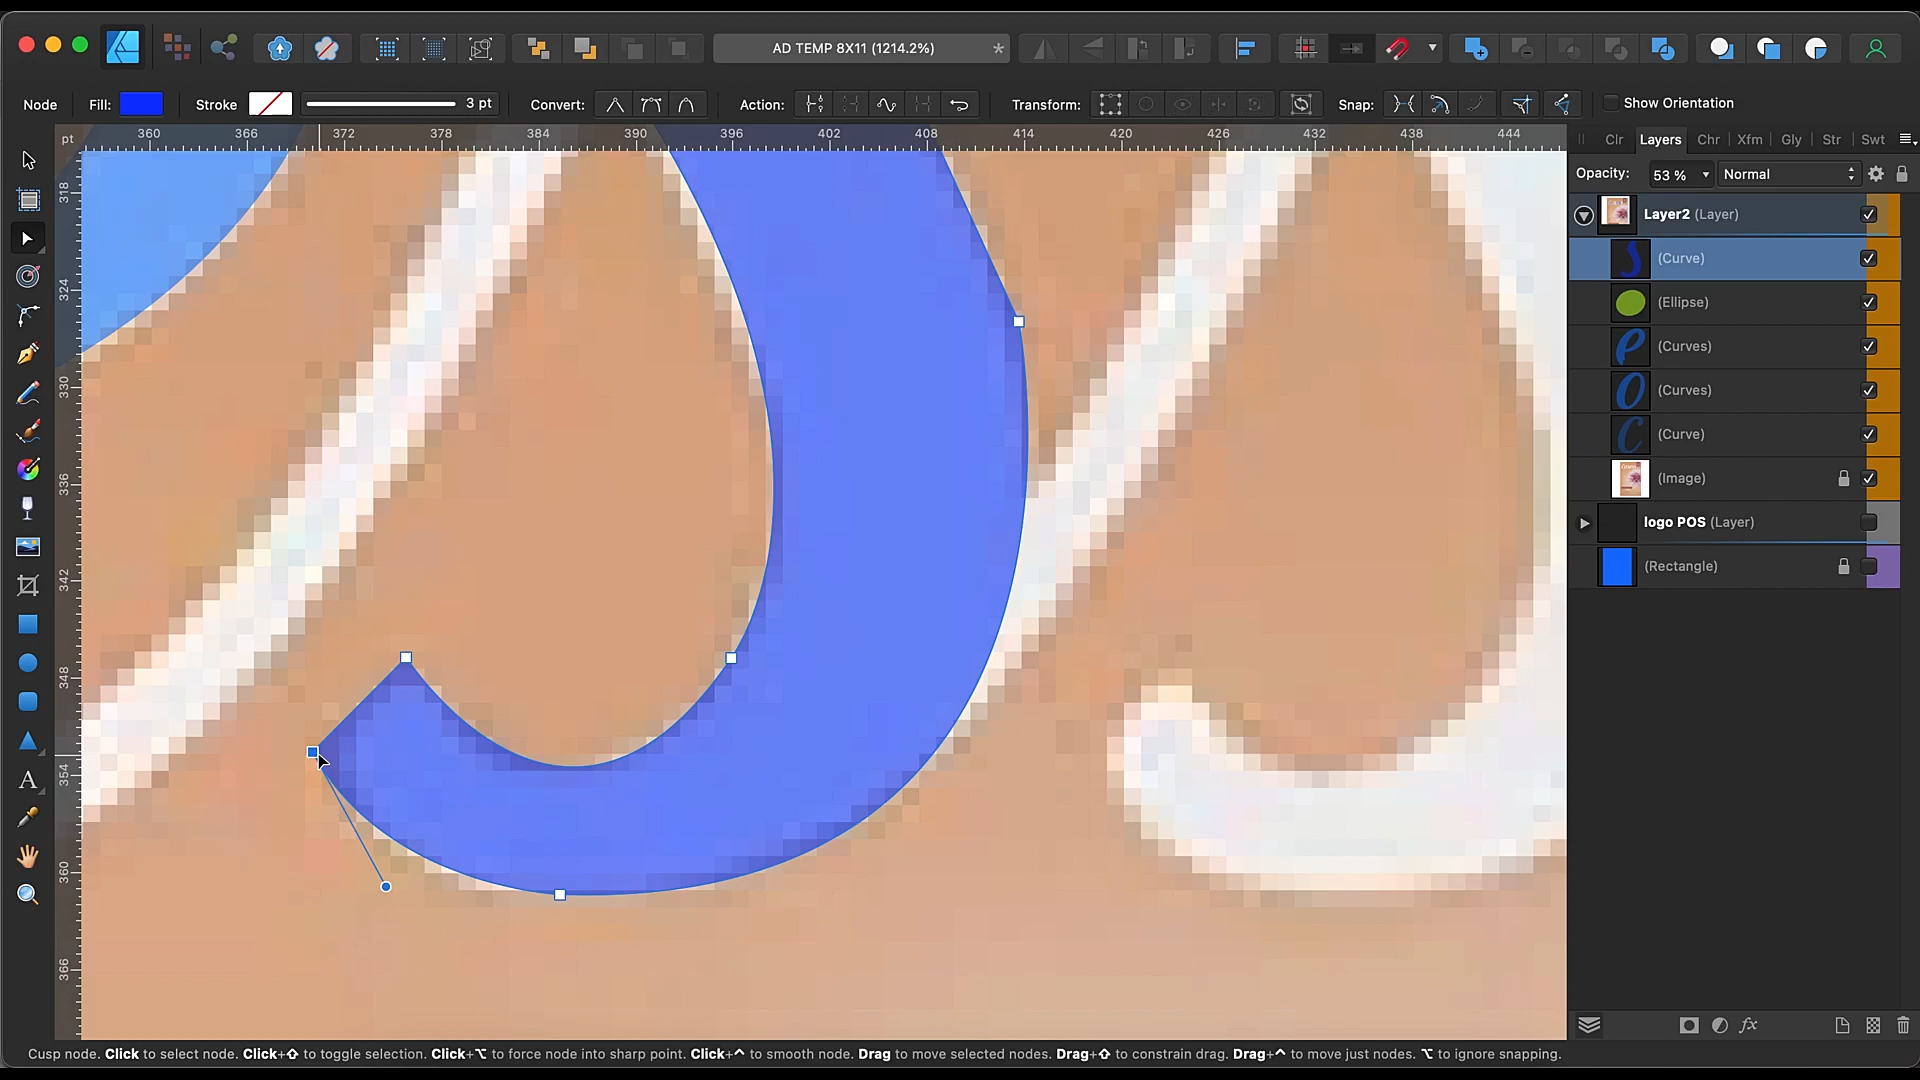 AD TEMP 8X11 (1214.2%) *
Node Fill: Stroke 3 pt Convert: Action: Transform: Snap: Show Orientation
pt 360 366 372 378 384 390 396 402 408 414 420 426 432 438 444
Clr Layers Chr Xfm Gly Str Swt
Opacity: 53 % Normal
318
324
330
336
342
348
354
360
366
Layer2 (Layer)
(Curve)
(Ellipse)
(Curves)
(Curves)
(Curve)
(Image)
logo POS (Layer)
(Rectangle)
A
fx
Cusp node. Click to select node. Click+⇧ to toggle selection. Click+⌥ to force node into sharp point. Click+^ to smooth node. Drag to move selected nodes. Drag+⇧ to constrain drag. Drag+^ to move just nodes. ⌥ to ignore snapping.